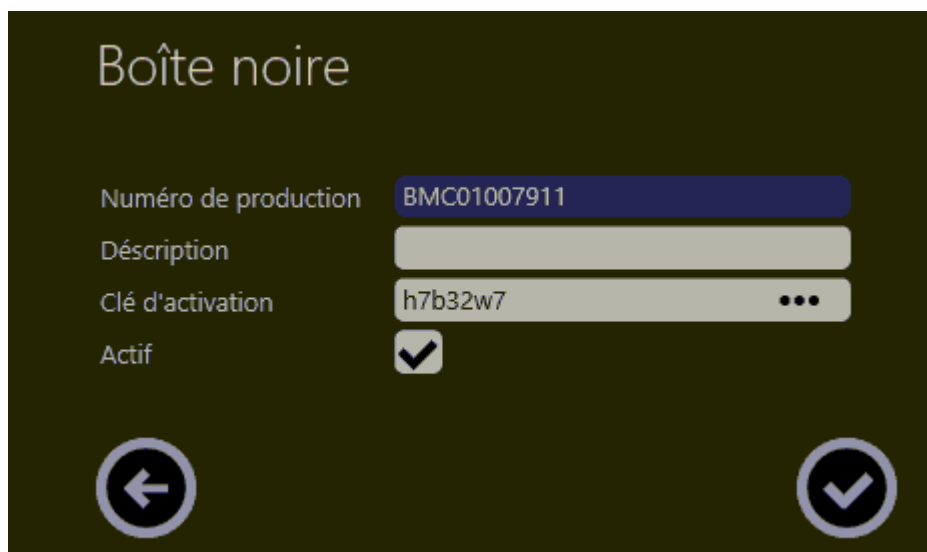 Boîte noire
Numéro de production BMC01007911
Déscription
Clé d'activation h7b32w7 •••
Actif